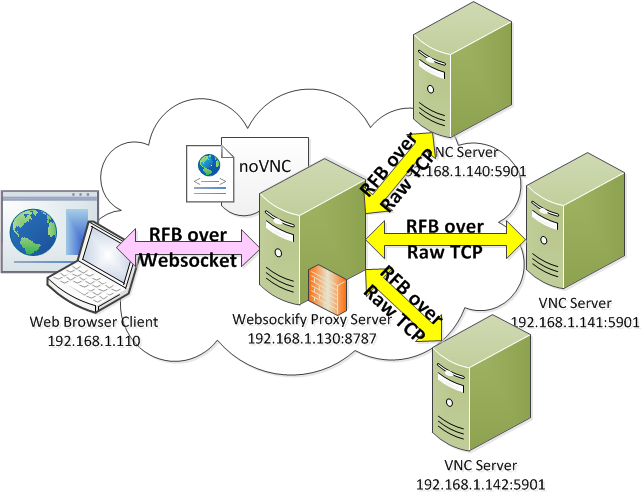 noVNC
RFB over
Websocket
Web Browser Client
192.168.1.110
Websockify Proxy Server
192.168.1.130:8787
RFB over
Raw TCP
Server
.168.1.140:5901
RFB over
Raw TCP
VNC Server
192.168.1.141:5901
RFB over
Raw TCP
VNC Server
192.168.1.142:5901